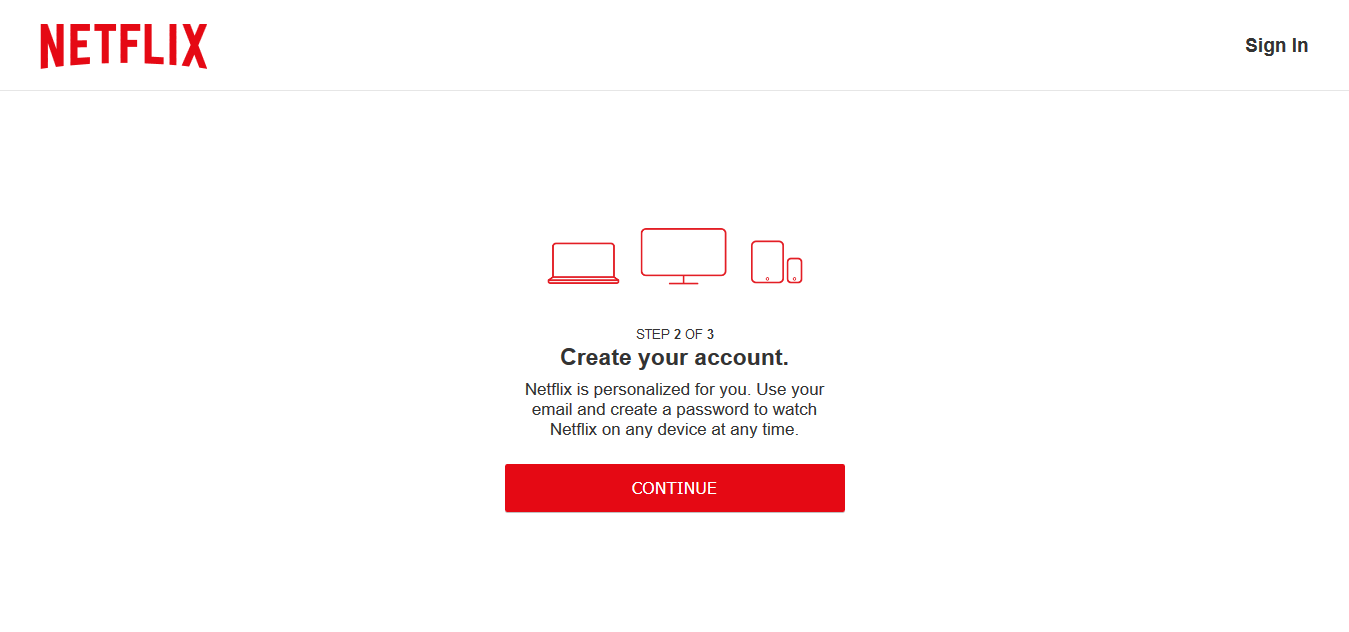 NETFLIX
Sign In
STEP 2 OF 3
Create your account.
Netflix is personalized for you. Use your
email and create a password to watch
Netflix on any device at any time.
CONTINUE